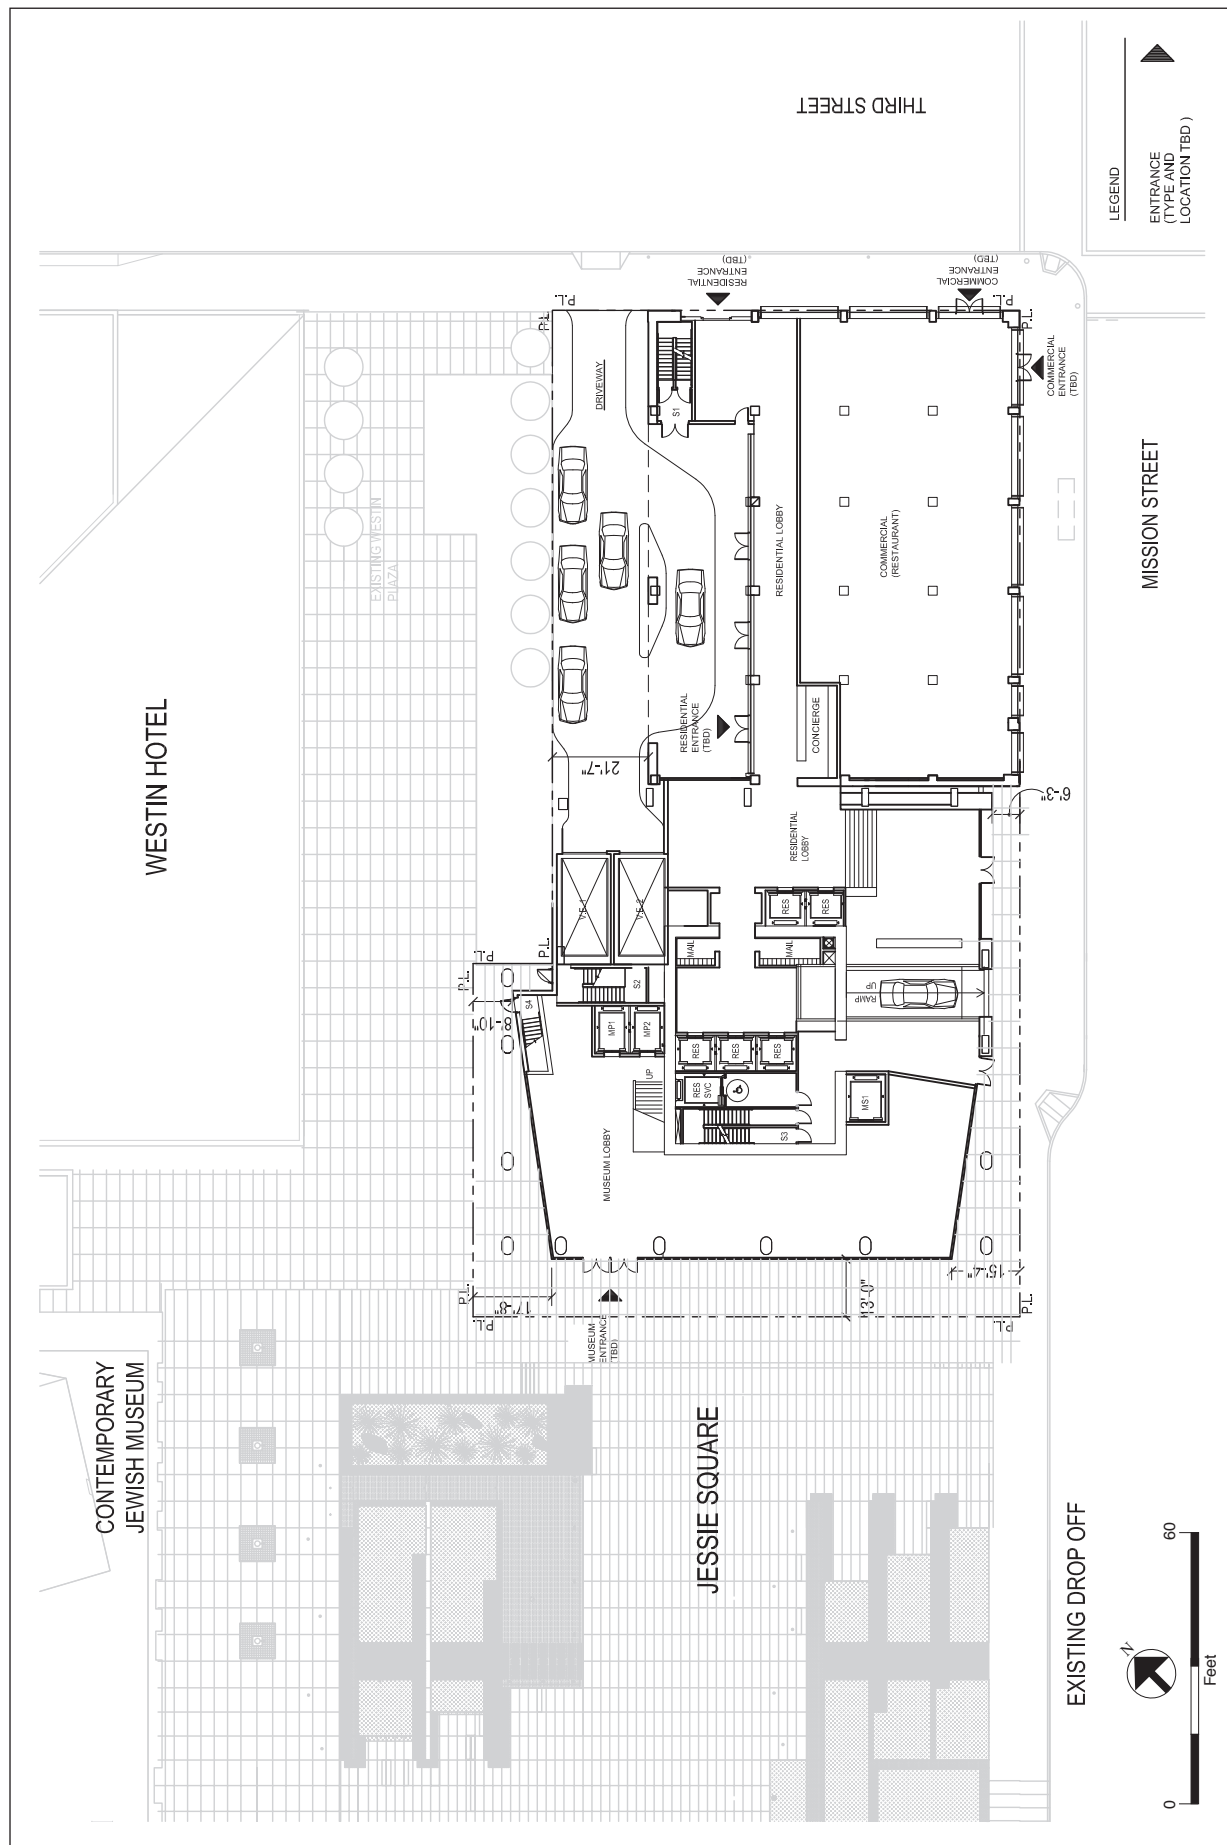 CONTEMPORARY
JEWISH MUSEUM
WESTIN HOTEL
EXISTING WESTIN
PLAZA
THIRD STREET
LEGEND
ENTRANCE
(TYPE AND
LOCATION TBD )
JESSIE SQUARE
EXISTING DROP OFF
MISSION STREET
DRIVEWAY
RESIDENTIAL
ENTRANCE
(TBD)
COMMERCIAL
ENTRANCE
(TBD)
COMMERCIAL
ENTRANCE
(TBD)
RESIDENTIAL
ENTRANCE
(TBD)
MUSEUM
ENTRANCE
(TBD)
MUSEUM LOBBY
RESIDENTIAL LOBBY
RESIDENTIAL
LOBBY
COMMERCIAL
(RESTAURANT)
CONCIERGE
MAIL
MAIL
V.E.1
V.E.2
S1
S2
S3
S4
MP1
MP2
MS1
RES
RES
RES
RES
RES
RES
SVC
UP
RAMP
UP
P.L.
P.L.
P.L.
P.L.
P.L.
P.L.
P.L.
P.L.
P.L.
P.L.
P.L.
P.L.
21'-7"
6'-3"
8'-10"
17'-8"
13'-0"
15'-4"
N
0
60
Feet